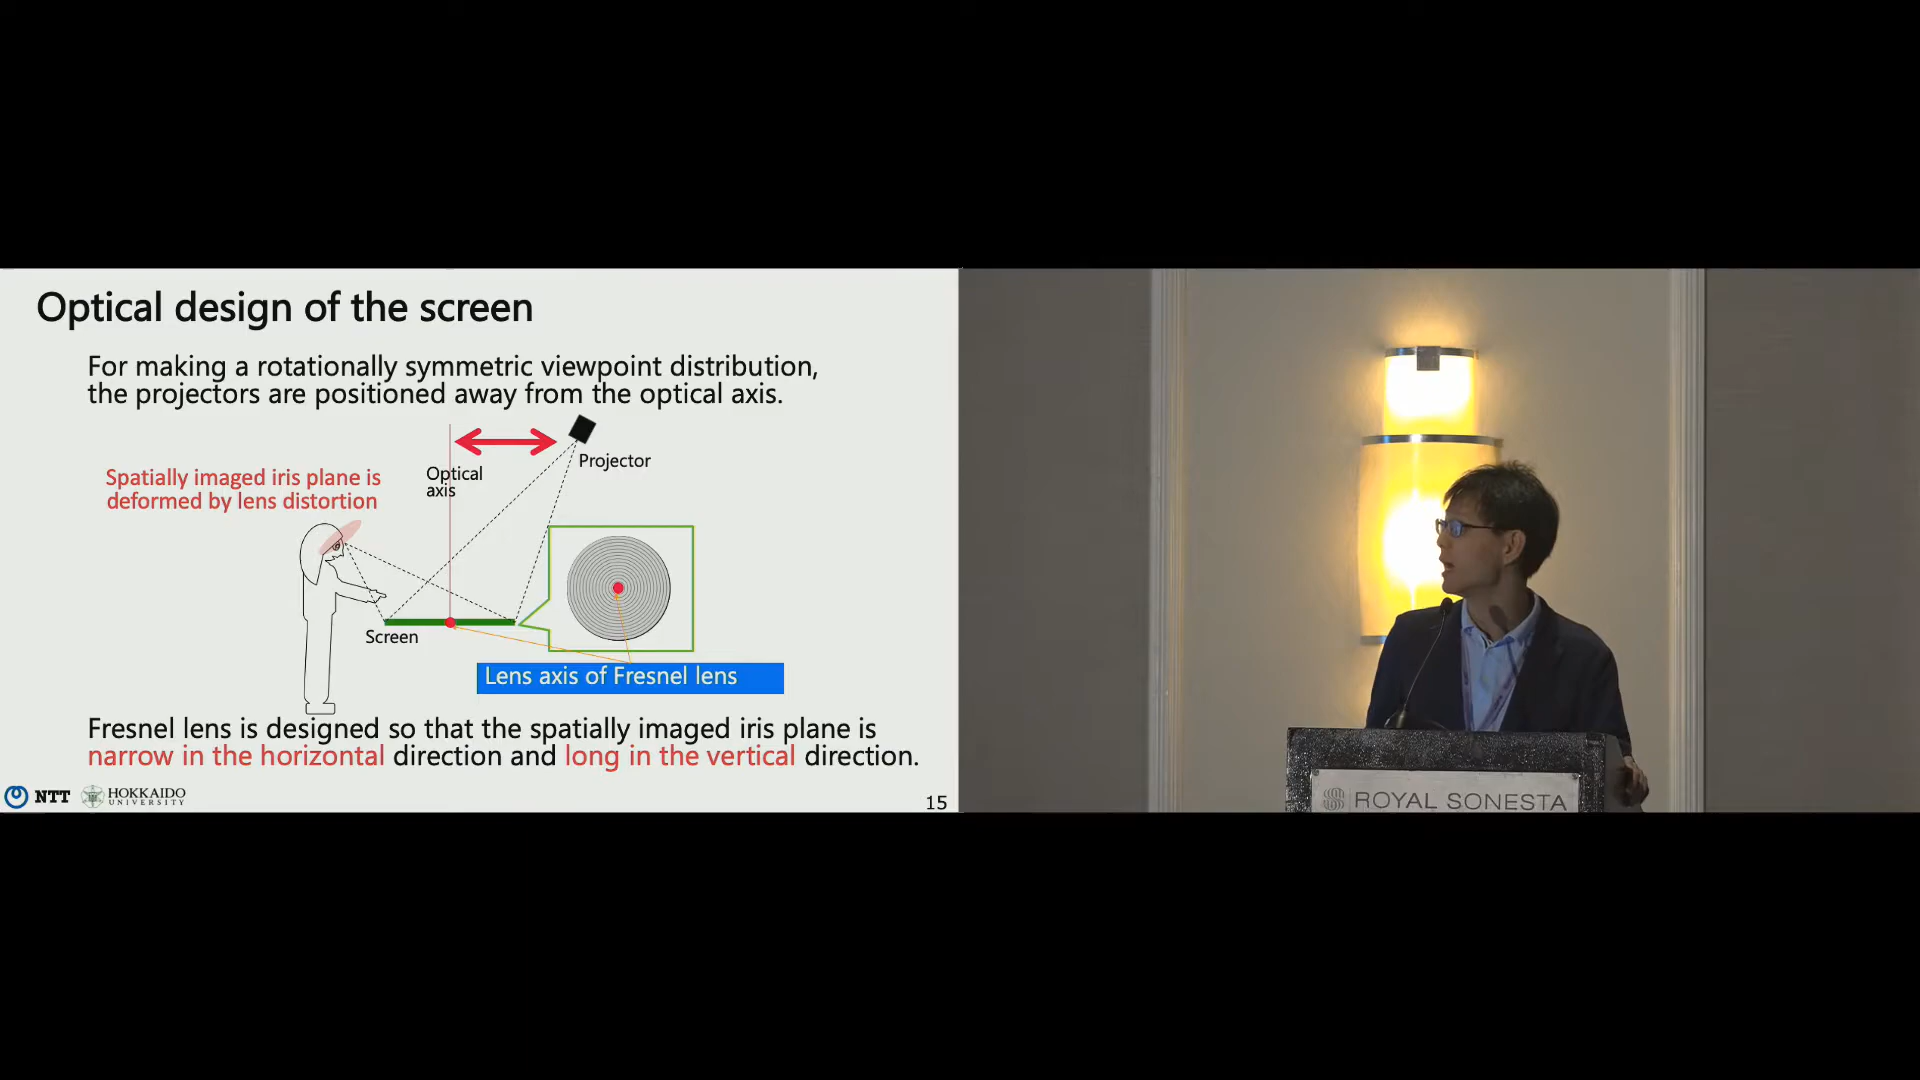 Optical design of the screen
For making a rotationally symmetric viewpoint distribution,
the projectors are positioned away from the optical axis.
Projector
Optical
axis
Spatially imaged iris plane is
deformed by lens distortion
Screen
Lens axis of Fresnel lens
Fresnel lens is designed so that the spatially imaged iris plane is
narrow in the horizontal direction and long in the vertical direction.
NTT
HOKKAIDO
UNIVERSITY
15
ROYAL SONESTA